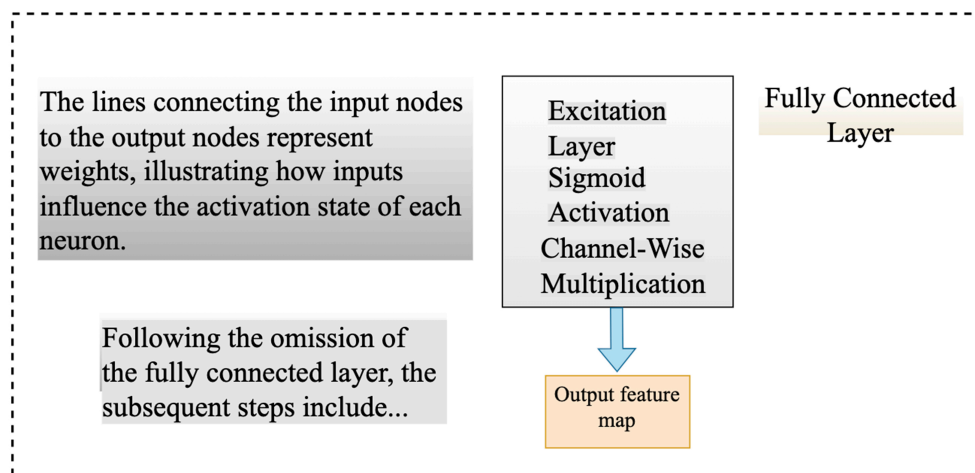 The lines connecting the input nodes
to the output nodes represent
weights, illustrating how inputs
influence the activation state of each
neuron.
Excitation
Layer
Sigmoid
Activation
Channel-Wise
Multiplication
Fully Connected
Layer
Following the omission of
the fully connected layer, the
subsequent steps include...
Output feature
map